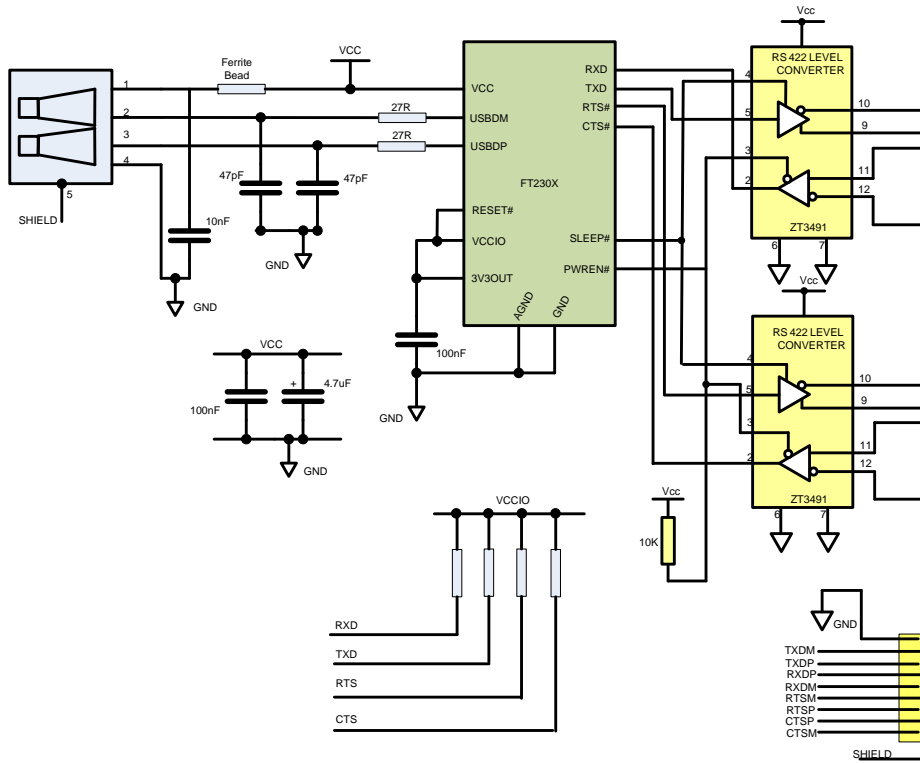 Vcc
RS 422 LEVEL
CONVERTER
4
5
3
2
10
9
11
12
ZT3491
6
7
Ferrite
Bead
VCC
1
2
3
4
5
SHIELD
27R
27R
47pF
47pF
10nF
GND
GND
VCC
USBDM
USBDP
FT230X
RESET#
VCCIO
3V3OUT
AGND
GND
RXD
TXD
RTS#
CTS#
SLEEP#
PWREN#
100nF
GND
VCC
100nF
+
4.7uF
GND
Vcc
RS 422 LEVEL
CONVERTER
4
5
3
2
10
9
11
12
ZT3491
6
7
Vcc
10K
VCCIO
RXD
TXD
RTS
CTS
GND
TXDM
TXDP
RXDP
RXDM
RTSM
RTSP
CTSP
CTSM
SHIELD